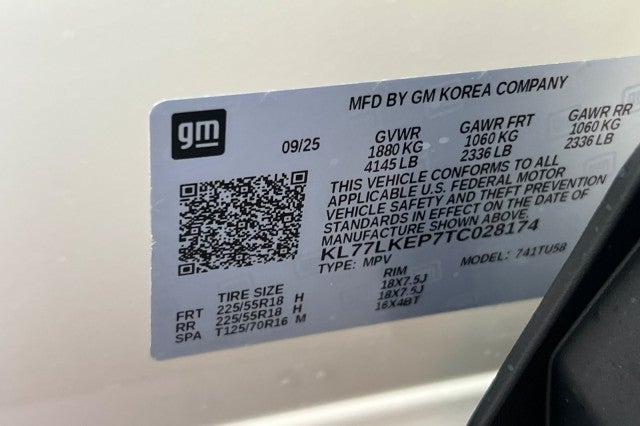 MFD BY GM KOREA COMPANY
gm
09/25
GVWR GAWR FRT GAWR RR
1880 KG 1060 KG 1060 KG
4145 LB 2336 LB 2336 LB
THIS VEHICLE CONFORMS TO ALL
APPLICABLE U.S. FEDERAL MOTOR
VEHICLE SAFETY AND THEFT PREVENTION
STANDARDS IN EFFECT ON THE DATE OF
MANUFACTURE SHOWN ABOVE.
KL77LKEP7TC028174
TYPE: MPV MODEL: 741TU58
TIRE SIZE RIM
FRT 225/55R18 H 18X7.5J
RR 225/55R18 H 18X7.5J
SPA T125/70R16 M 16X4BT